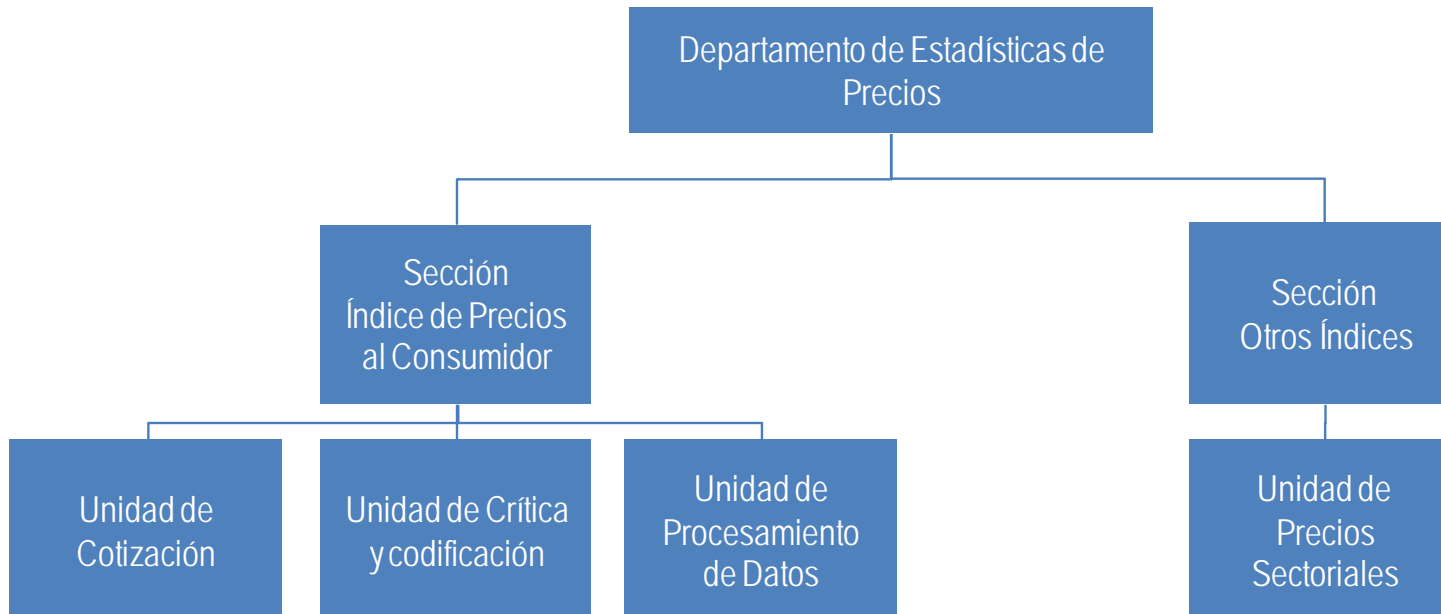 Departamento de Estadísticas de
Precios
Sección
Índice de Precios
al Consumidor
Sección
Otros Índices
Unidad de
Cotización
Unidad de Crítica
y codificación
Unidad de
Procesamiento
de Datos
Unidad de
Precios
Sectoriales